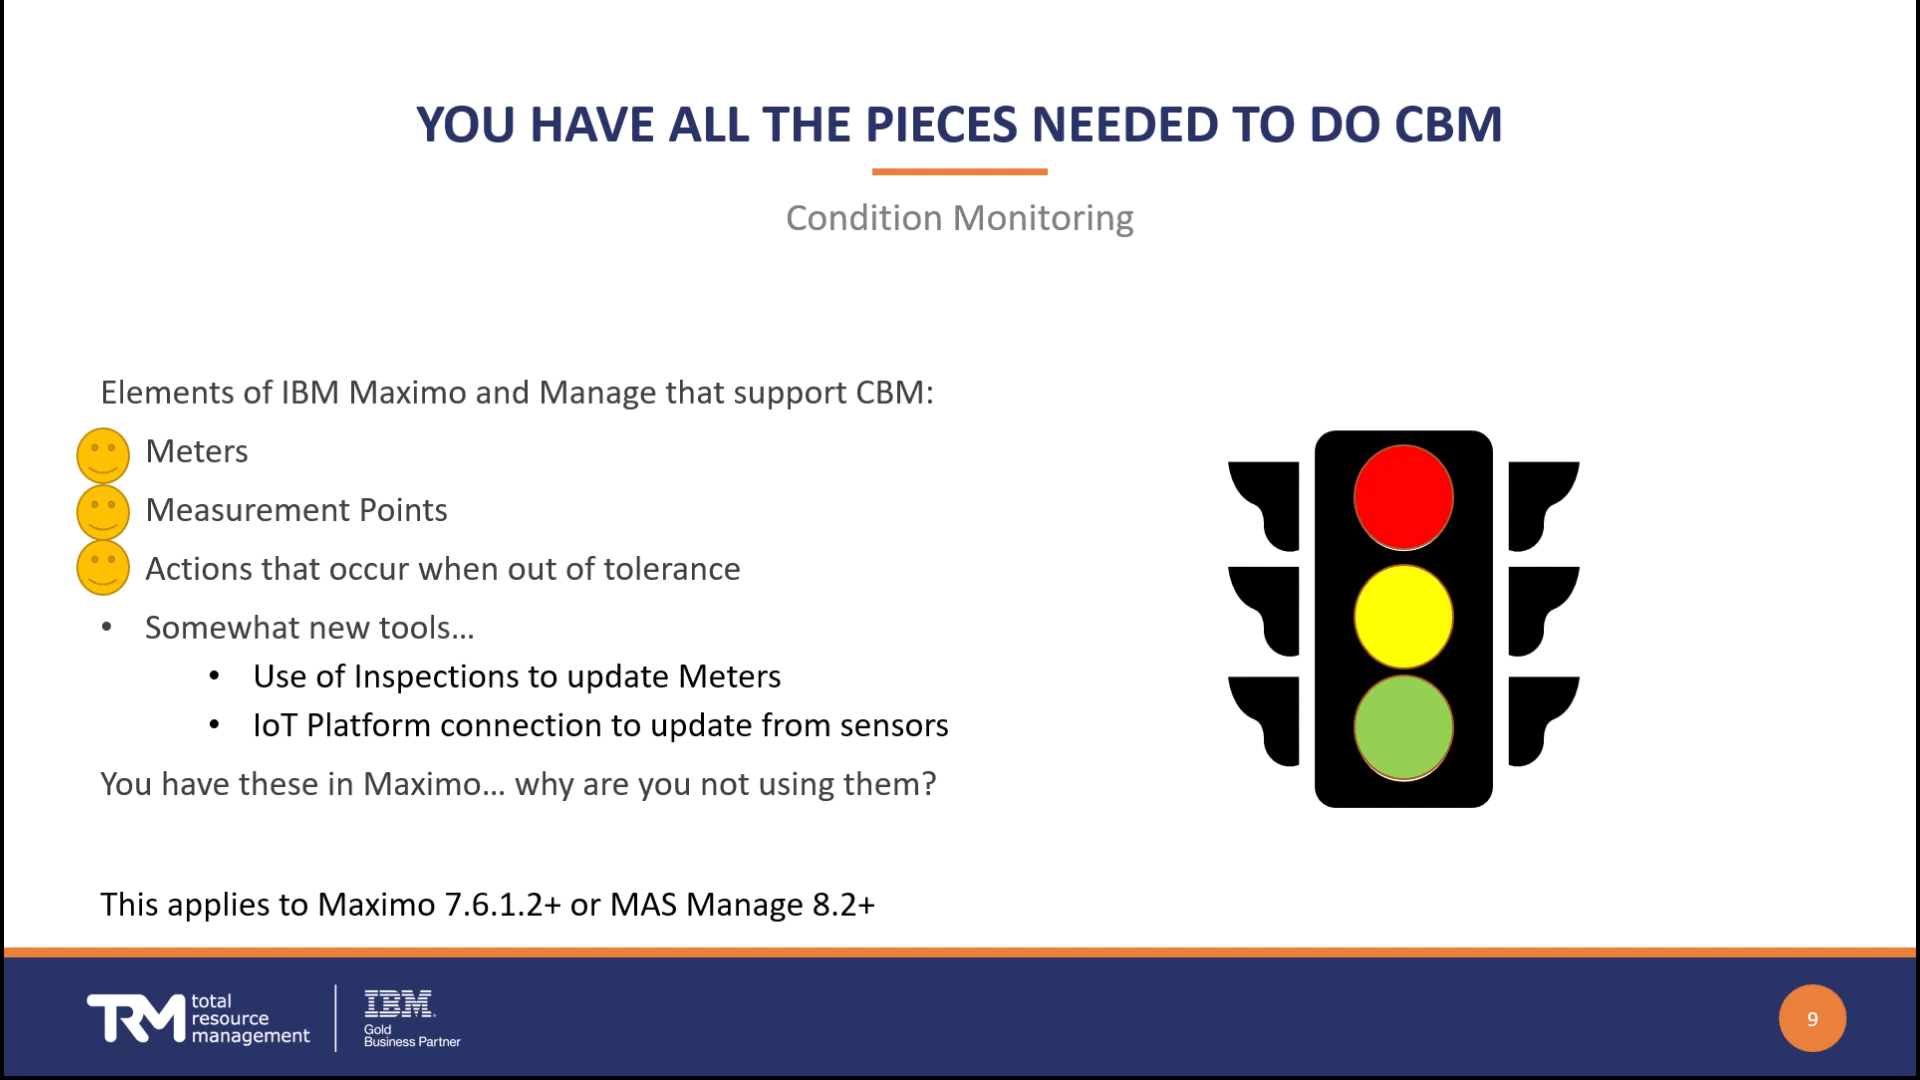 YOU HAVE ALL THE PIECES NEEDED TO DO CBM
Condition Monitoring
Elements of IBM Maximo and Manage that support CBM:
Meters
Measurement Points
Actions that occur when out of tolerance
• Somewhat new tools...
• Use of Inspections to update Meters
• IoT Platform connection to update from sensors
You have these in Maximo... why are you not using them?
This applies to Maximo 7.6.1.2+ or MAS Manage 8.2+
TRM total
resource
management
IBM
Gold
Business Partner
9